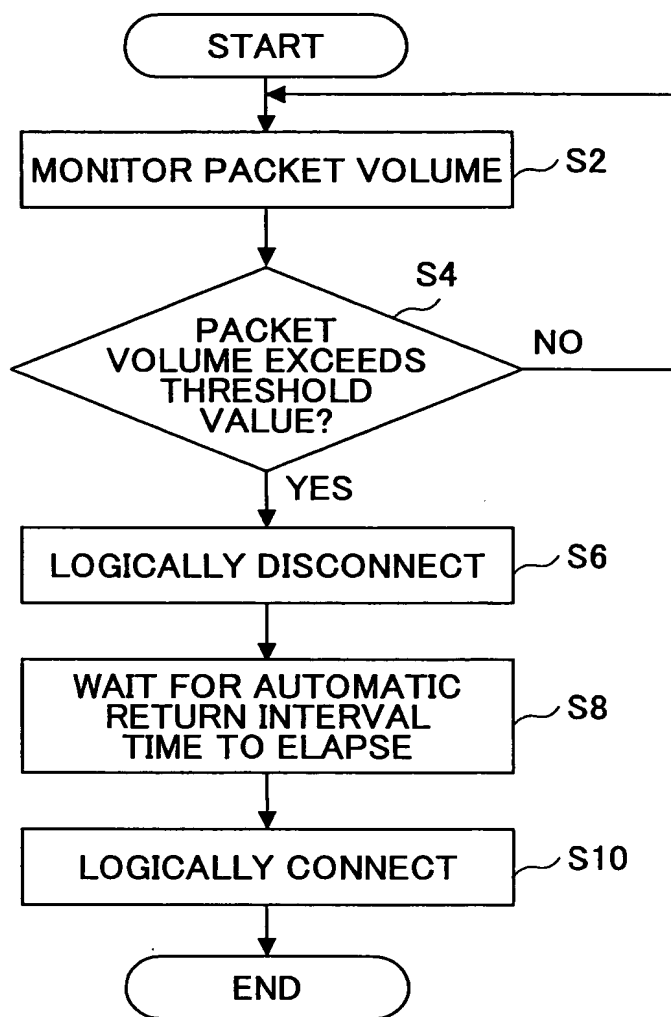 START
MONITOR PACKET VOLUME
S2
S4
PACKET
VOLUME EXCEEDS
THRESHOLD
VALUE?
NO
YES
LOGICALLY DISCONNECT
S6
WAIT FOR AUTOMATIC
RETURN INTERVAL
TIME TO ELAPSE
S8
LOGICALLY CONNECT
S10
END